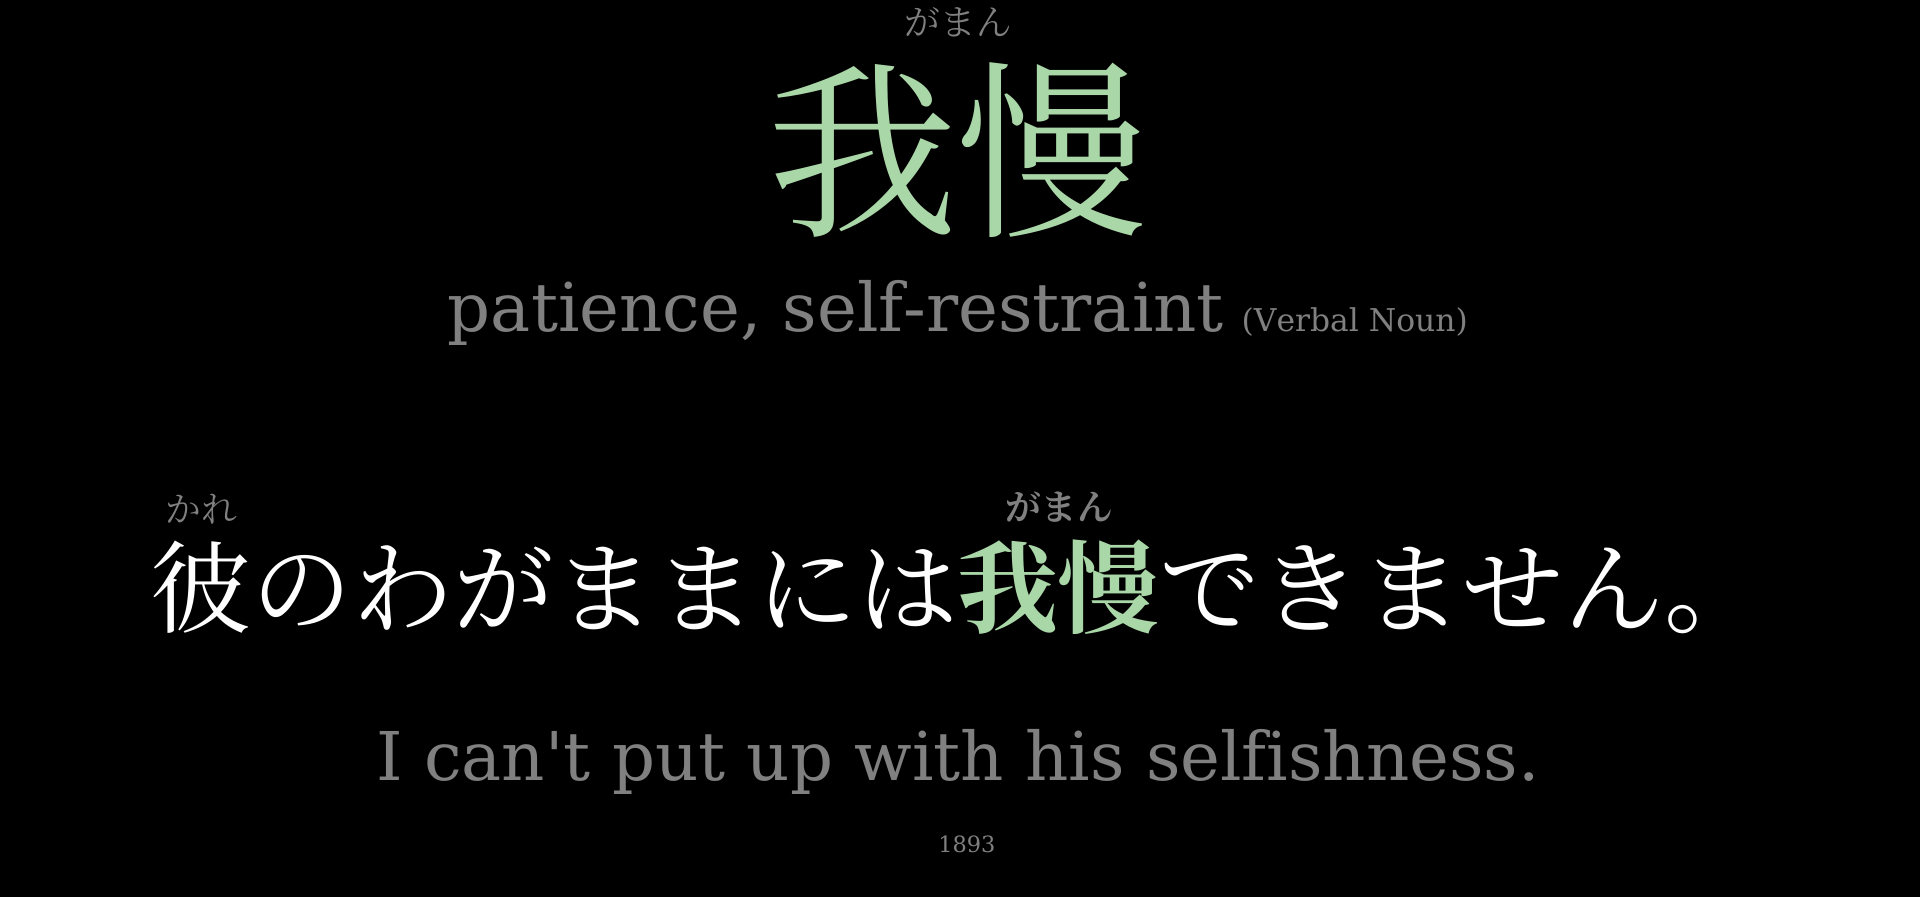 がまん
我慢
patience, self-restraint (Verbal Noun)
かれ がまん
彼のわがままには我慢できません。
I can't put up with his selfishness.
1893